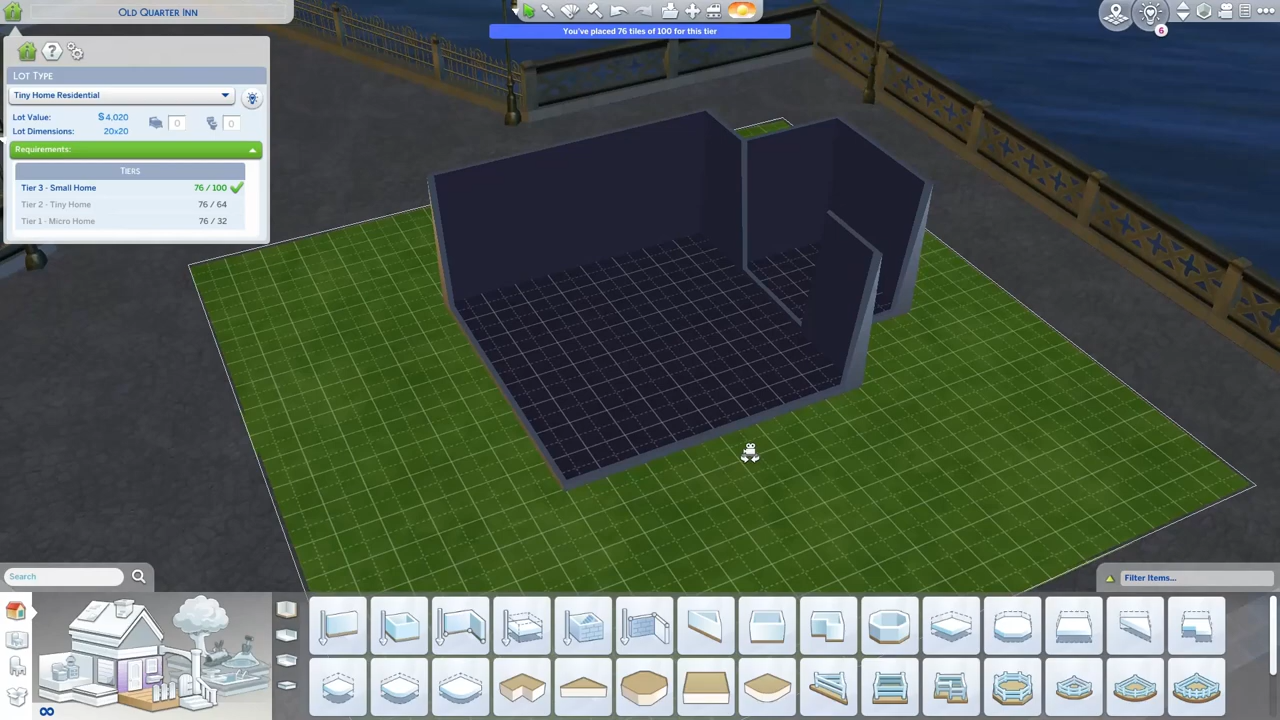 OLD QUARTER INN
You've placed 76 tiles of 100 for this tier
6
LOT TYPE
Tiny Home Residential
Lot Value: §4,020
0
0
Lot Dimensions: 20x20
Requirements:
TIERS
Tier 3 - Small Home 76 / 100
Tier 2 - Tiny Home 76 / 64
Tier 1 - Micro Home 76 / 32
Search
Filter Items...